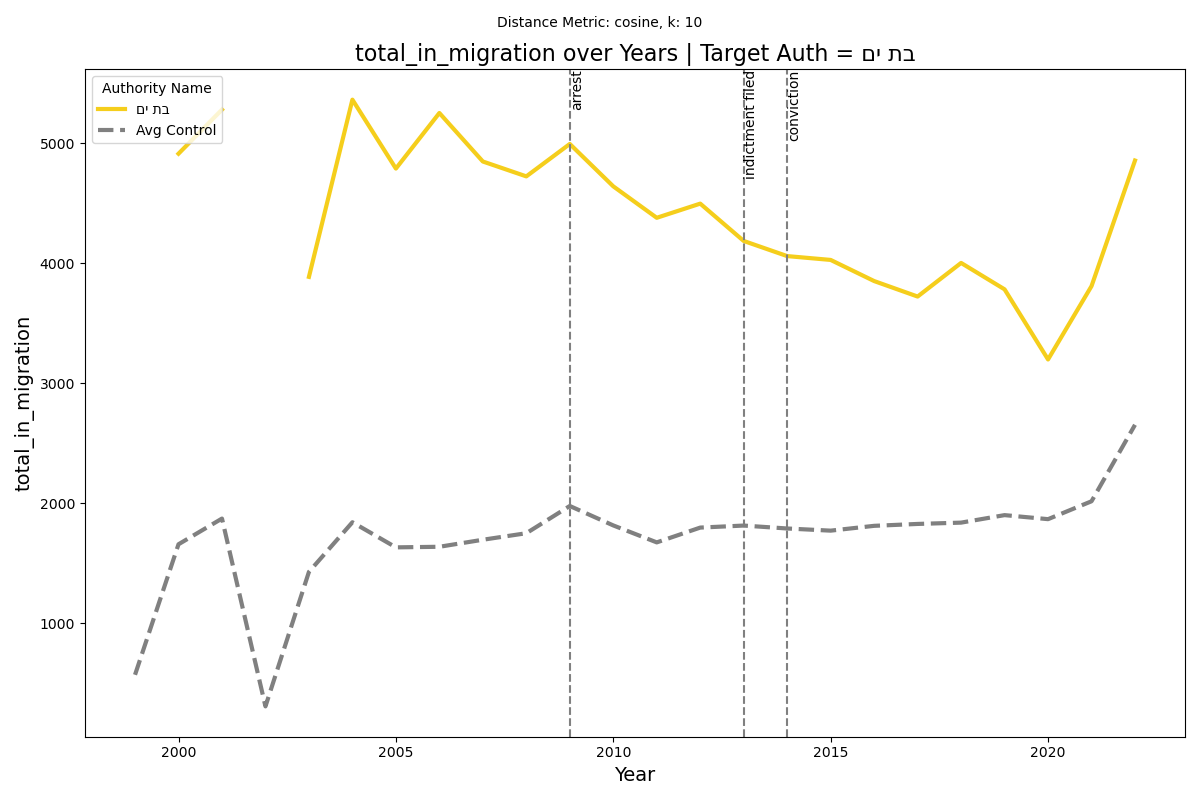 Distance Metric: cosine, k: 10
total_in_migration over Years | Target Auth = בת ים
Authority Name
בת ים
Avg Control
arrest
indictment filed
conviction
total_in_migration
5000
4000
3000
2000
1000
2000
2005
2010
2015
2020
Year